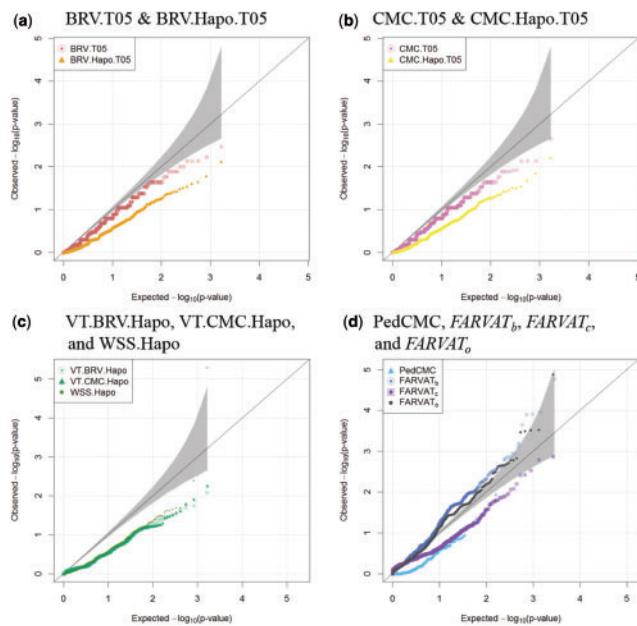 (a) BRV.T05 & BRV.Hapo.T05
BRV.T05
BRV.Hapo.T05
Observed −log10(p-value)
0 1 2 3 4 5
0 1 2 3 4 5
Expected −log10(p-value)
(b) CMC.T05 & CMC.Hapo.T05
CMC.T05
CMC.Hapo.T05
Observed −log10(p-value)
0 1 2 3 4 5
0 1 2 3 4 5
Expected −log10(p-value)
(c) VT.BRV.Hapo, VT.CMC.Hapo,
and WSS.Hapo
VT.BRV.Hapo
VT.CMC.Hapo
WSS.Hapo
Observed −log10(p-value)
0 1 2 3 4 5
0 1 2 3 4 5
Expected −log10(p-value)
(d) PedCMC, FARVATb, FARVATc,
and FARVATo
PedCMC
FARVATb
FARVATc
FARVATo
Observed −log10(p-value)
0 1 2 3 4 5
0 1 2 3 4 5
Expected −log10(p-value)